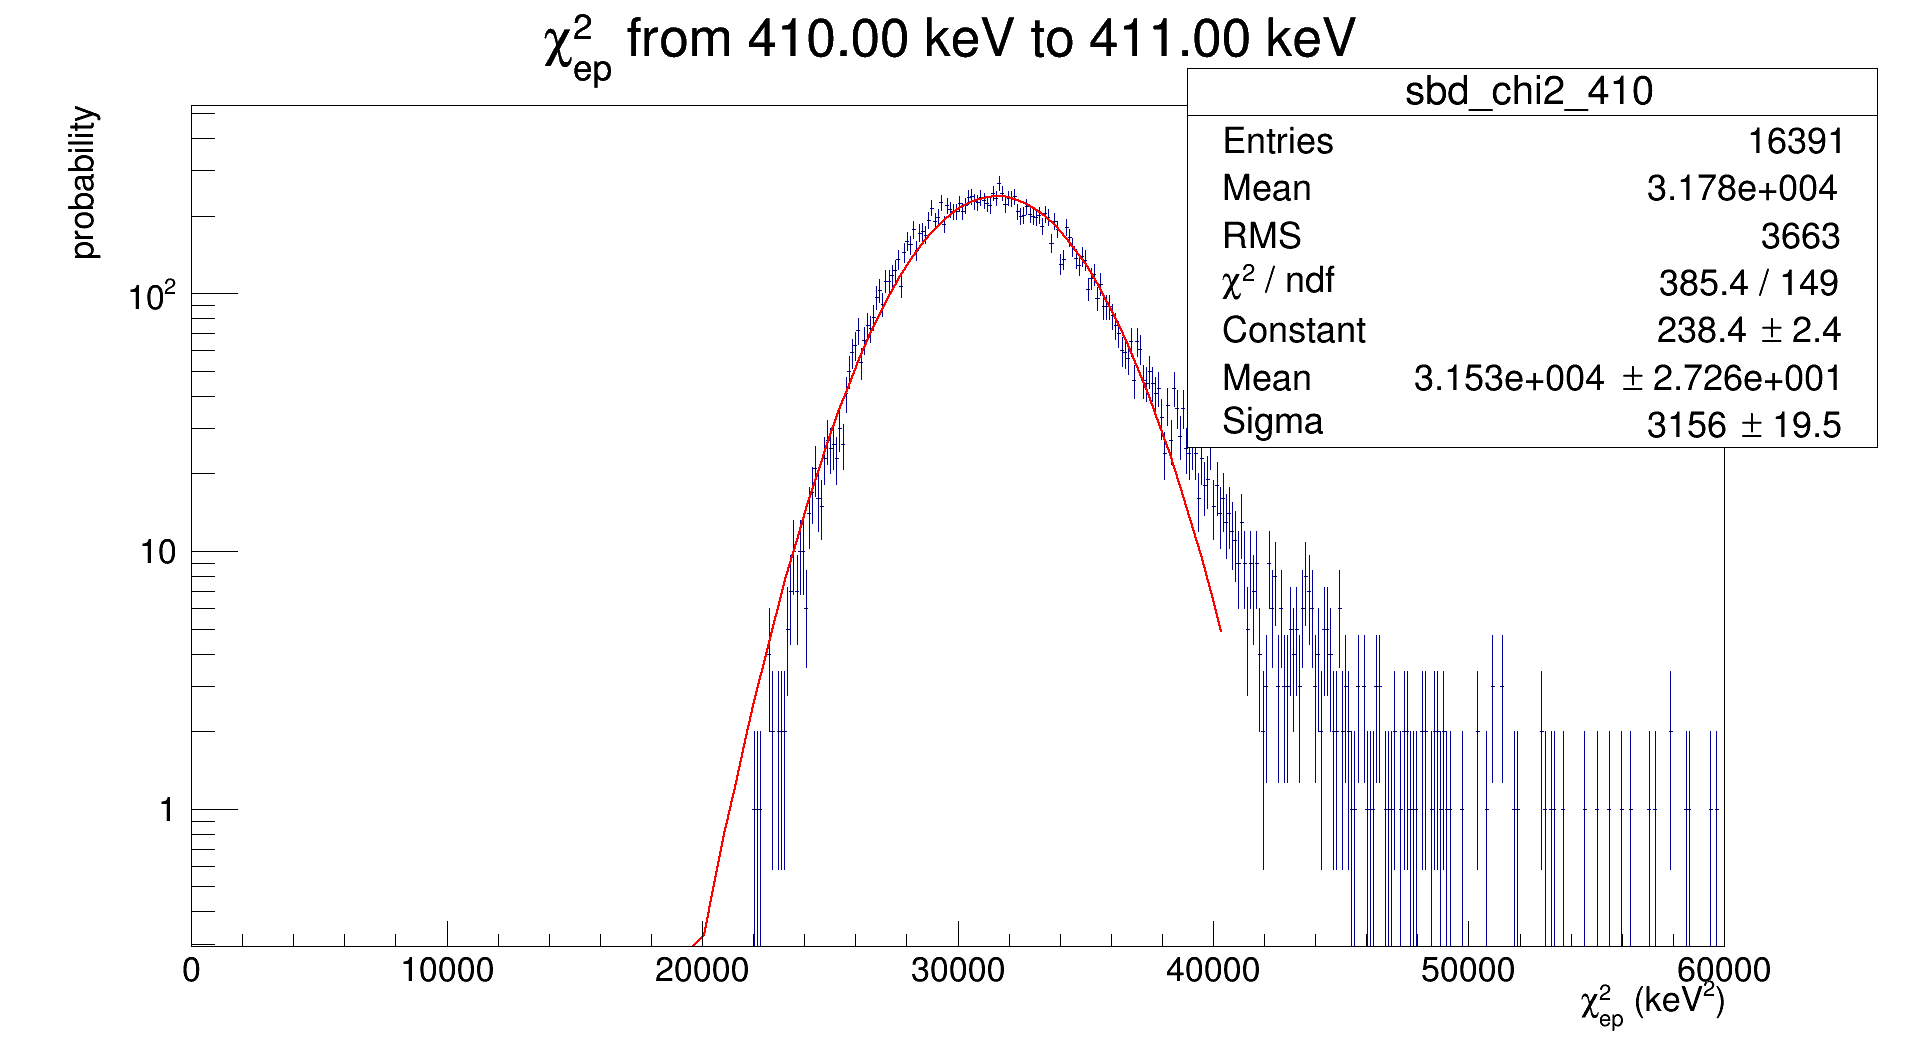 χ²ep from 410.00 keV to 411.00 keV
sbd_chi2_410
Entries 16391
Mean 3.178e+004
RMS 3663
χ² / ndf 385.4 / 149
Constant 238.4 ± 2.4
Mean 3.153e+004 ± 2.726e+001
Sigma 3156 ± 19.5
probability
10²
10
1
0 10000 20000 30000 40000 50000 60000
χ²ep (keV²)